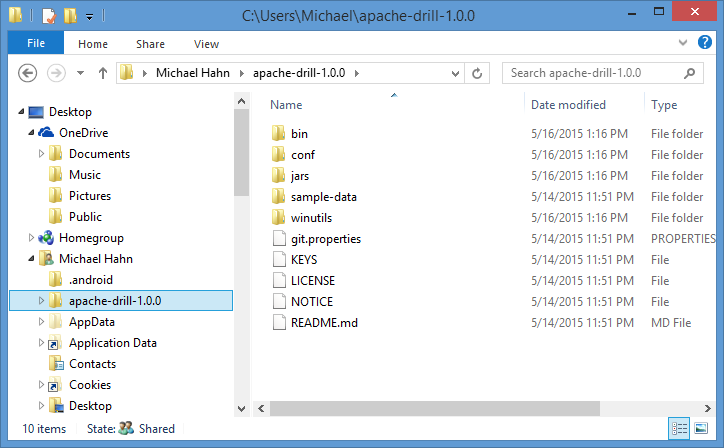 C:\Users\Michael\apache-drill-1.0.0
File Home Share View
Michael Hahn apache-drill-1.0.0 Search apache-drill-1.0.0
Desktop
OneDrive
Documents
Music
Pictures
Public
Homegroup
Michael Hahn
.android
apache-drill-1.0.0
AppData
Application Data
Contacts
Cookies
Desktop
Name Date modified Type
bin 5/16/2015 1:16 PM File folder
conf 5/16/2015 1:16 PM File folder
jars 5/16/2015 1:16 PM File folder
sample-data 5/14/2015 11:51 PM File folder
winutils 5/16/2015 1:16 PM File folder
git.properties 5/14/2015 11:51 PM PROPERTIES
KEYS 5/14/2015 11:51 PM File
LICENSE 5/14/2015 11:51 PM File
NOTICE 5/14/2015 11:51 PM File
README.md 5/14/2015 11:51 PM MD File
10 items State: Shared